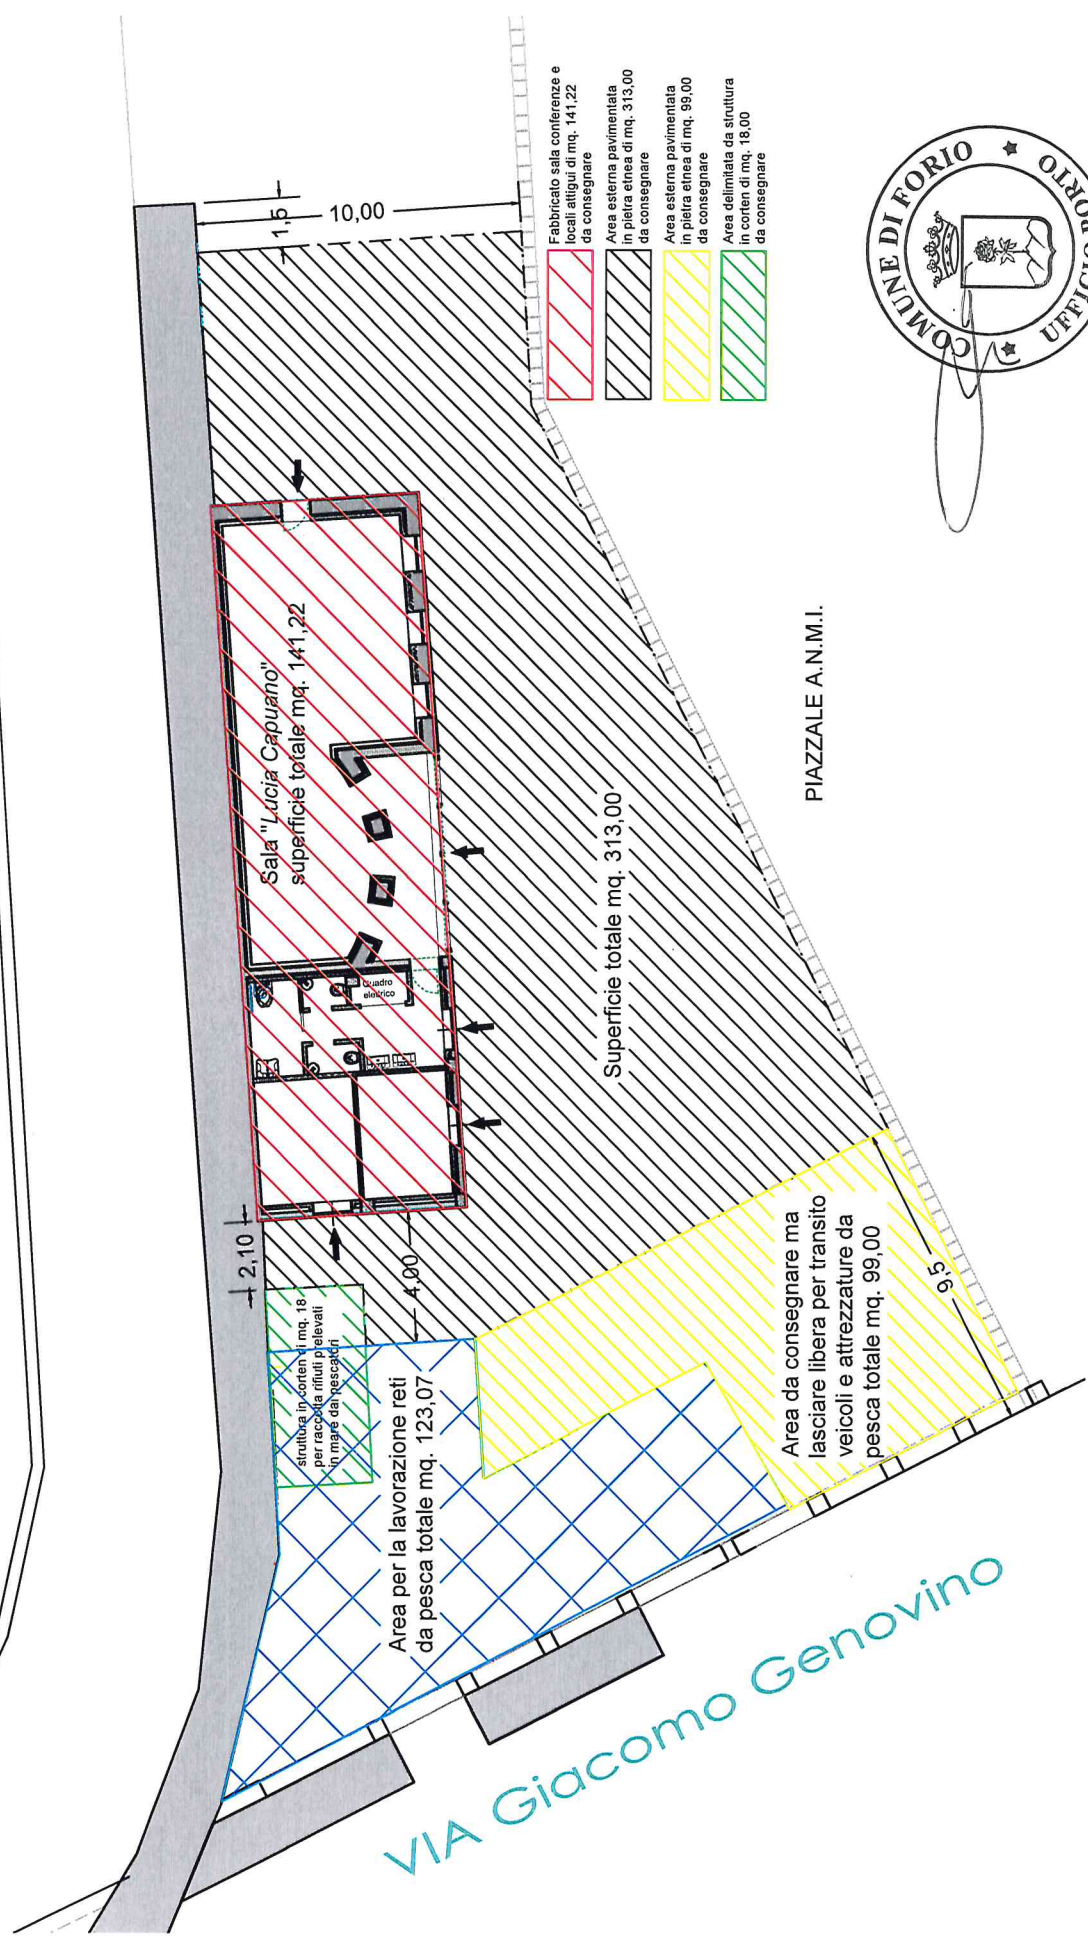 1,5
10,00
Fabbricato sala conferenze e
locali attigui di mq. 141,22
da consegnare
Area esterna pavimentata
in pietra etnea di mq. 313,00
da consegnare
Area esterna pavimentata
in pietra etnea di mq. 99,00
da consegnare
Area delimitata da struttura
in corten di mq. 18,00
da consegnare
COMUNE DI FORIO
UFFICIO PORTO
Sala "Lucia Capuano"
superficie totale mq. 141,22
Quadro
elettrico
Superficie totale mq. 313,00
PIAZZALE A.N.M.I.
2,10
4,00
struttura in corten di mq. 18
per raccolta rifiuti prelevati
in mare dai pescatori
Area per la lavorazione reti
da pesca totale mq. 123,07
Area da consegnare ma
lasciare libera per transito
veicoli e attrezzature da
pesca totale mq. 99,00
9,5
VIA Giacomo Genovino